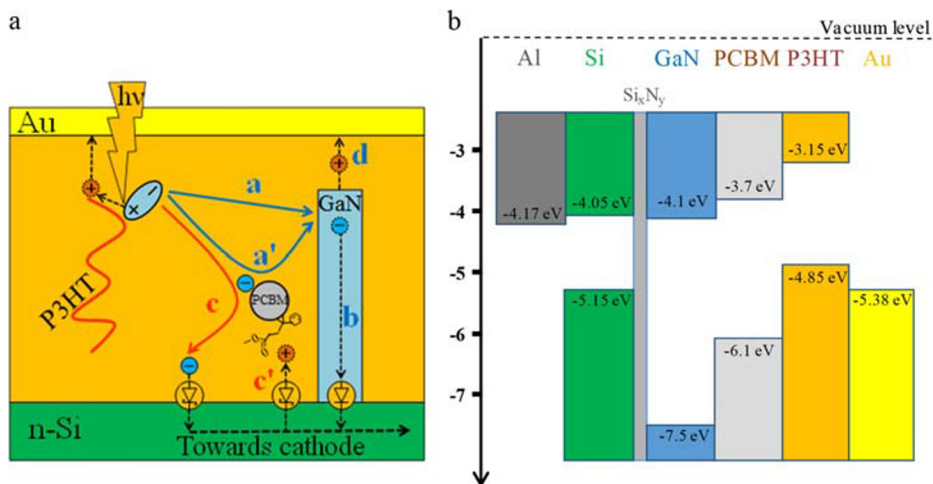 a
hν
Au
+
d
a
GaN
×
−
a'
P3HT
c
PCBM
b
+
c'
n-Si
Towards cathode
b
Vacuum level
Al Si GaN PCBM P3HT Au
SiₓNᵧ
-3
-3.15 eV
-3.7 eV
-4
-4.17 eV
-4.05 eV
-4.1 eV
-5
-4.85 eV
-5.15 eV
-5.38 eV
-6
-6.1 eV
-7
-7.5 eV